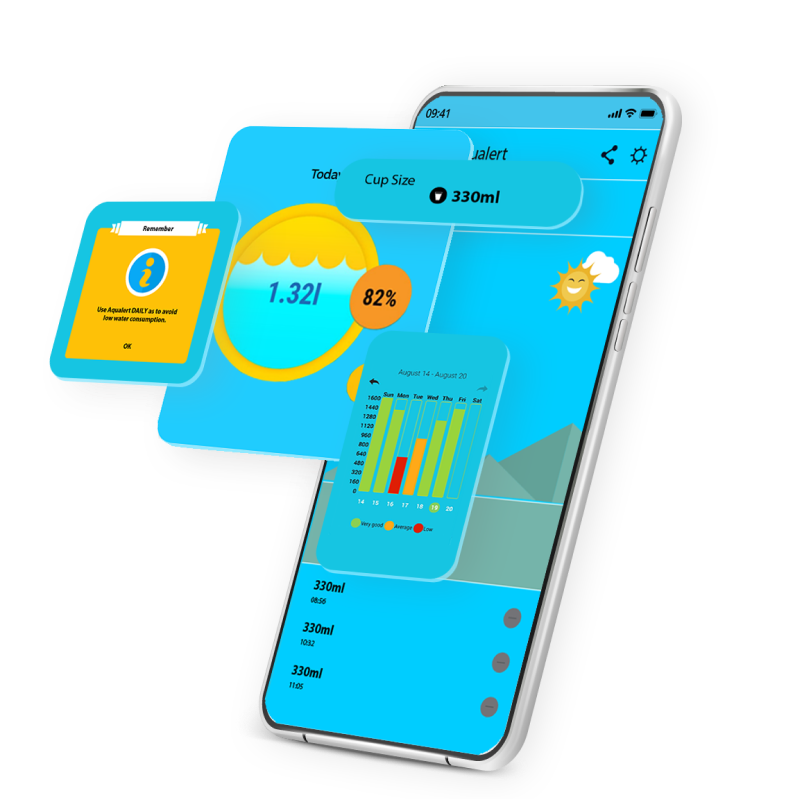 09:41
ualert
Today
Cup Size
330ml
Remember
i
Use Aqualert DAILY as to avoid
low water consumption.
OK
1.32l
82%
August 14 - August 20
Sun Mon Tue Wed Thu Fri Sat
1600
1440
1280
1120
960
800
640
480
320
160
0
14 15 16 17 18 19 20
Very good Average Low
330ml
08:56
330ml
10:32
330ml
11:05